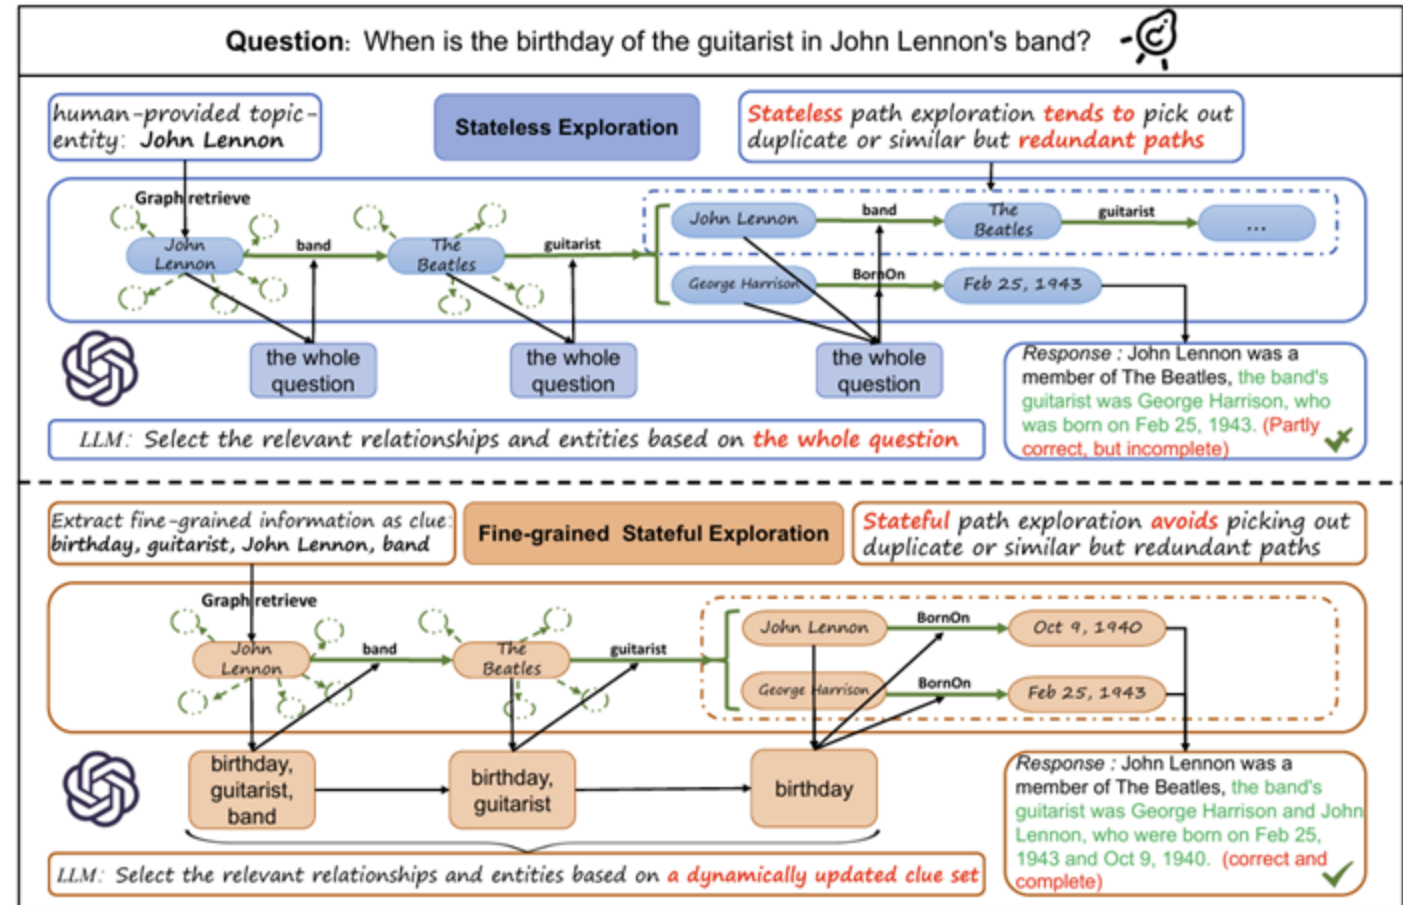 Question: When is the birthday of the guitarist in John Lennon's band?
human-provided topic-
entity: John Lennon
Stateless Exploration
Stateless path exploration tends to pick out
duplicate or similar but redundant paths
Graph retrieve
John
Lennon
band
The
Beatles
guitarist
John Lennon
band
The
Beatles
guitarist
...
George Harrison
BornOn
Feb 25, 1943
the whole
question
the whole
question
the whole
question
Response : John Lennon was a
member of The Beatles, the band's
guitarist was George Harrison, who
was born on Feb 25, 1943. (Partly
correct, but incomplete)
LLM: Select the relevant relationships and entities based on the whole question
Extract fine-grained information as clue:
birthday, guitarist, John Lennon, band
Fine-grained Stateful Exploration
Stateful path exploration avoids picking out
duplicate or similar but redundant paths
Graph retrieve
John
Lennon
band
The
Beatles
guitarist
John Lennon
BornOn
Oct 9, 1940
George Harrison
BornOn
Feb 25, 1943
birthday,
guitarist,
band
birthday,
guitarist
birthday
Response : John Lennon was a
member of The Beatles, the band's
guitarist was George Harrison and John
Lennon, who were born on Feb 25,
1943 and Oct 9, 1940. (correct and
complete)
LLM: Select the relevant relationships and entities based on a dynamically updated clue set